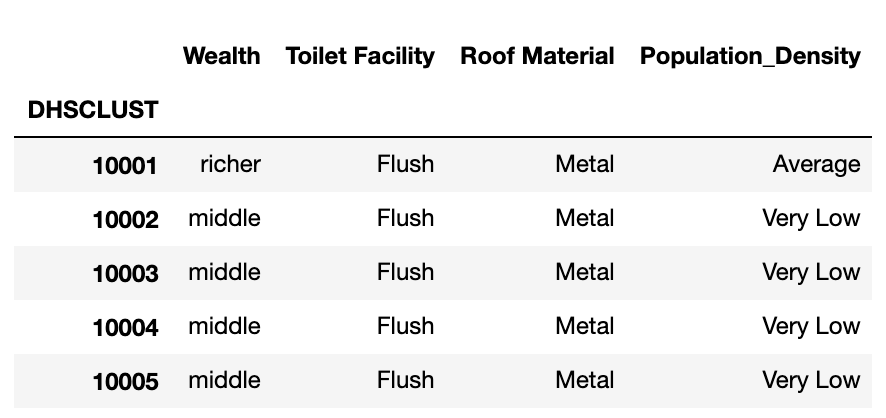 Wealth Toilet Facility Roof Material Population_Density
DHSCLUST
10001 richer Flush Metal Average
10002 middle Flush Metal Very Low
10003 middle Flush Metal Very Low
10004 middle Flush Metal Very Low
10005 middle Flush Metal Very Low